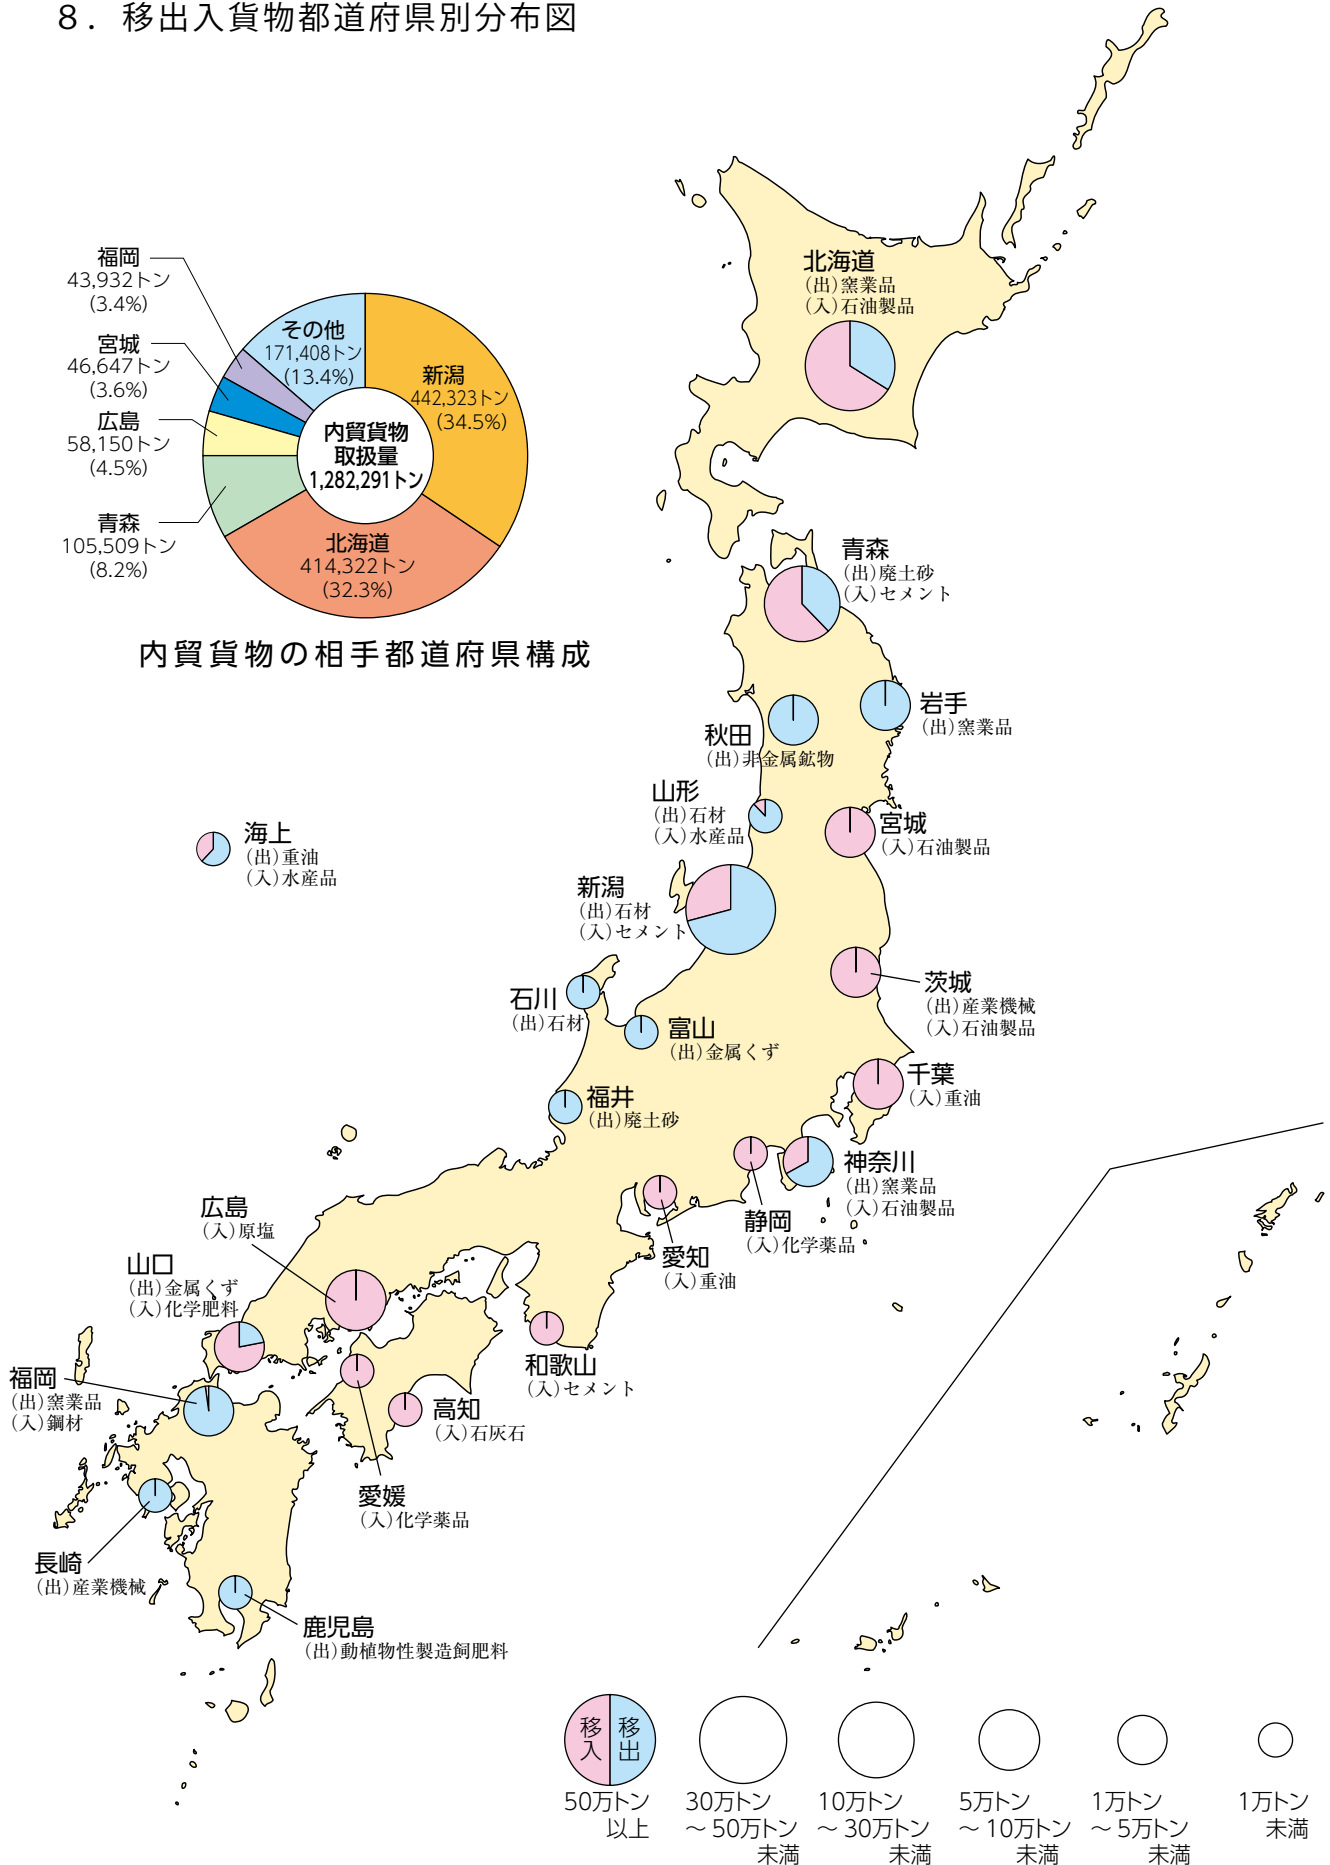 ８．移出入貨物都道府県別分布図
福岡
43,932トン
(3.4%)
宮城
46,647トン
(3.6%)
広島
58,150トン
(4.5%)
青森
105,509トン
(8.2%)
その他
171,408トン
(13.4%)
新潟
442,323トン
(34.5%)
北海道
414,322トン
(32.3%)
内貿貨物
取扱量
1,282,291トン
内貿貨物の相手都道府県構成
北海道
(出)窯業品
(入)石油製品
青森
(出)廃土砂
(入)セメント
岩手
(出)窯業品
秋田
(出)非金属鉱物
山形
(出)石材
(入)水産品
宮城
(入)石油製品
海上
(出)重油
(入)水産品
新潟
(出)石材
(入)セメント
茨城
(出)産業機械
(入)石油製品
石川
(出)石材
富山
(出)金属くず
千葉
(入)重油
福井
(出)廃土砂
神奈川
(出)窯業品
(入)石油製品
静岡
(入)化学薬品
愛知
(入)重油
広島
(入)原塩
山口
(出)金属くず
(入)化学肥料
和歌山
(入)セメント
福岡
(出)窯業品
(入)鋼材
高知
(入)石灰石
愛媛
(入)化学薬品
長崎
(出)産業機械
鹿児島
(出)動植物性製造飼肥料
移入
移出
50万トン
以上
30万トン
～50万トン
未満
10万トン
～30万トン
未満
5万トン
～10万トン
未満
1万トン
～5万トン
未満
1万トン
未満